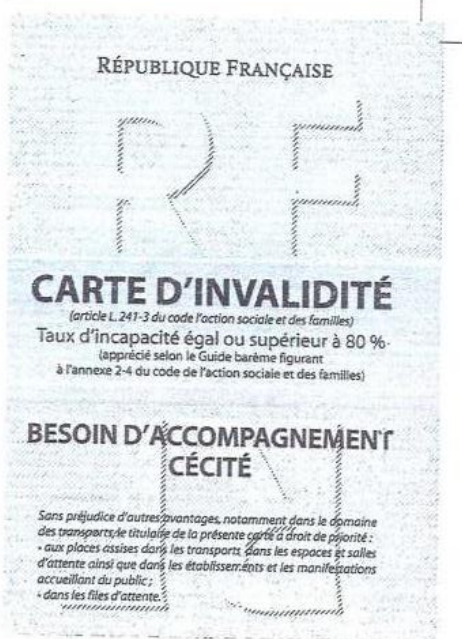 RÉPUBLIQUE FRANÇAISE
RF
CARTE D'INVALIDITÉ
(article L. 241-3 du code l'action sociale et des familles)
Taux d'incapacité égal ou supérieur à 80 %
(apprécié selon le Guide barème figurant
à l'annexe 2-4 du code de l'action sociale et des familles)
BESOIN D'ACCOMPAGNEMENT
CÉCITÉ
Sans préjudice d'autres avantages, notamment dans le domaine
des transports, le titulaire de la présente carte a droit de priorité :
- aux places assises dans les transports, dans les espaces et salles
d'attente ainsi que dans les établissements et les manifestations
accueillant du public ;
- dans les files d'attente.